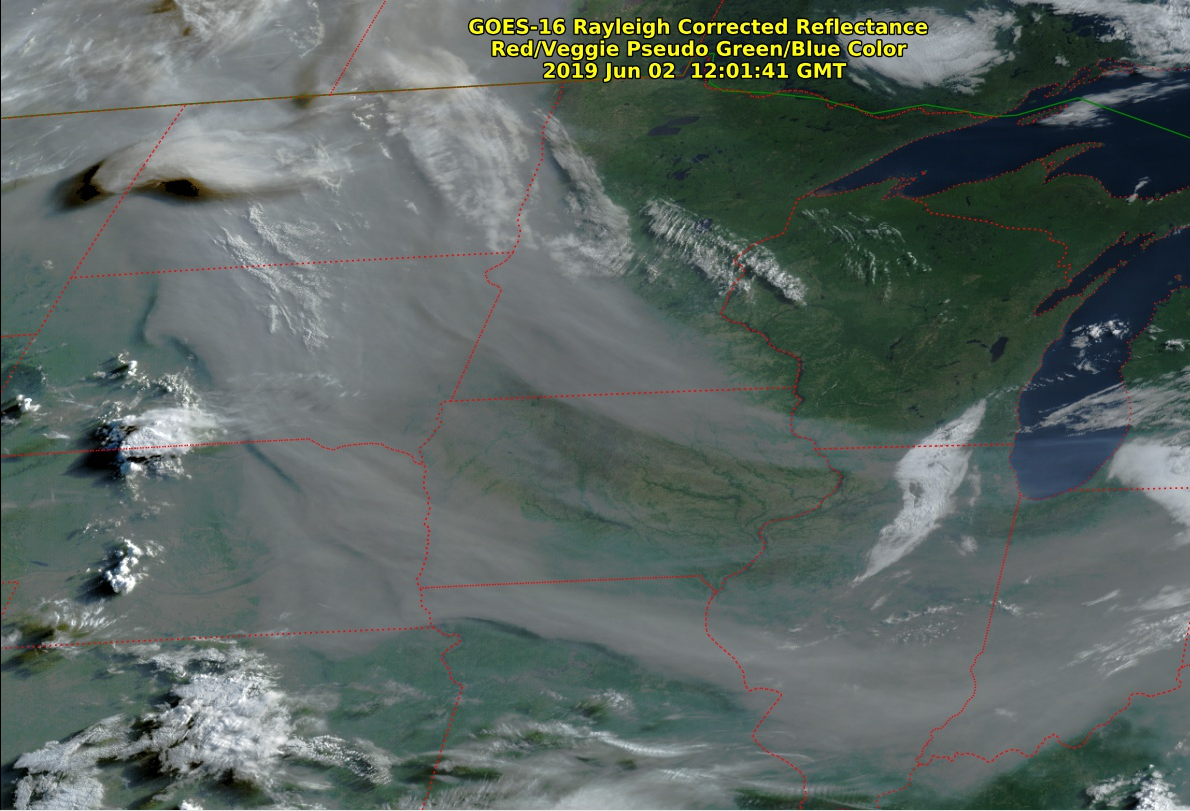 GOES-16 Rayleigh Corrected Reflectance
Red/Veggie Pseudo Green/Blue Color
2019 Jun 02  12:01:41 GMT